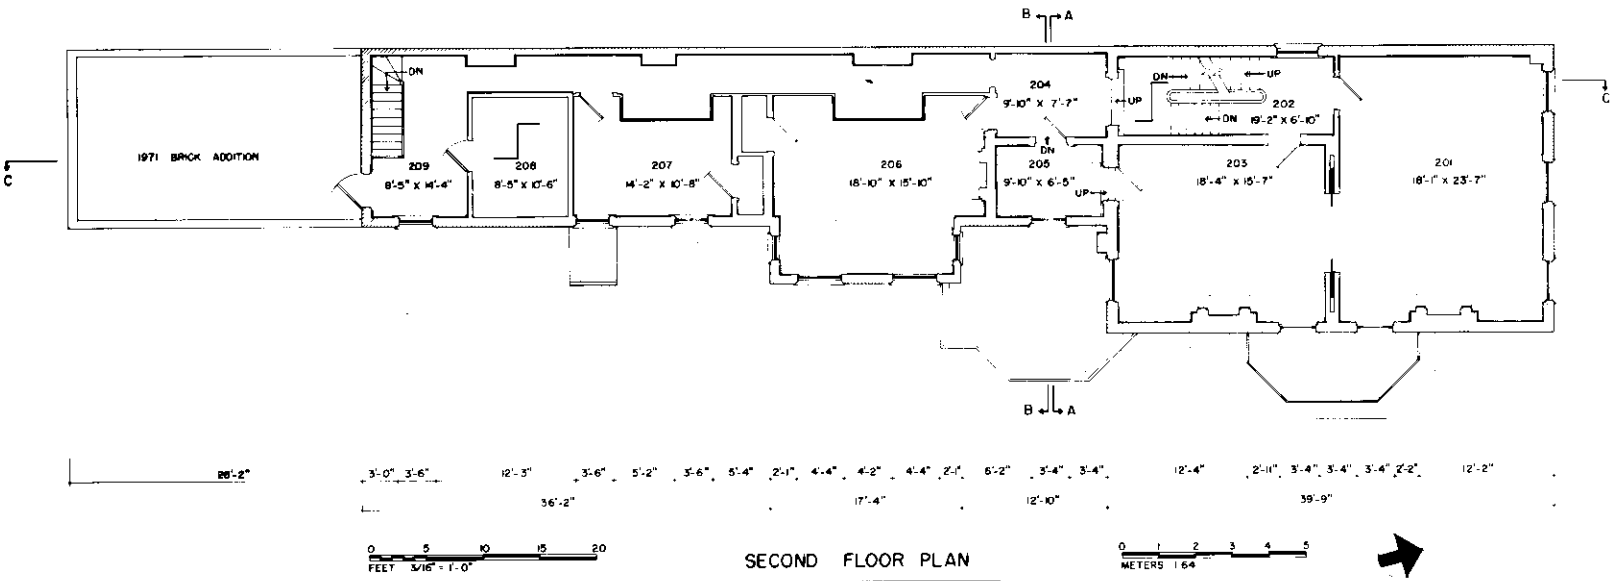 B A
DN
204
9'-10" X 7'-7"
UP
DN
UP
202
19'-2" X 6'-10"
DN
C
1971 BRICK ADDITION
C
209
8'-5" X 14'-4"
208
8'-5" X 10'-6"
207
14'-2" X 10'-8"
206
18'-10" X 15'-10"
DN
205
9'-10" X 6'-5"
UP
203
18'-4" X 15'-7"
201
18'-1" X 23'-7"
B A
3'-0" 3'-6" 12'-3" 3'-6" 5'-2" 3'-6" 5'-4" 2'-1" 4'-4" 4'-2" 4'-4" 2'-1" 6'-2" 3'-4" 3'-4" 12'-4" 2'-11" 3'-4" 3'-4" 3'-4" 2'-2" 12'-2"
36'-2" 17'-4" 12'-10" 39'-9"
0 5 10 15 20
FEET 3/16" = 1'-0"
SECOND FLOOR PLAN
0 1 2 3 4 5
METERS 1:64